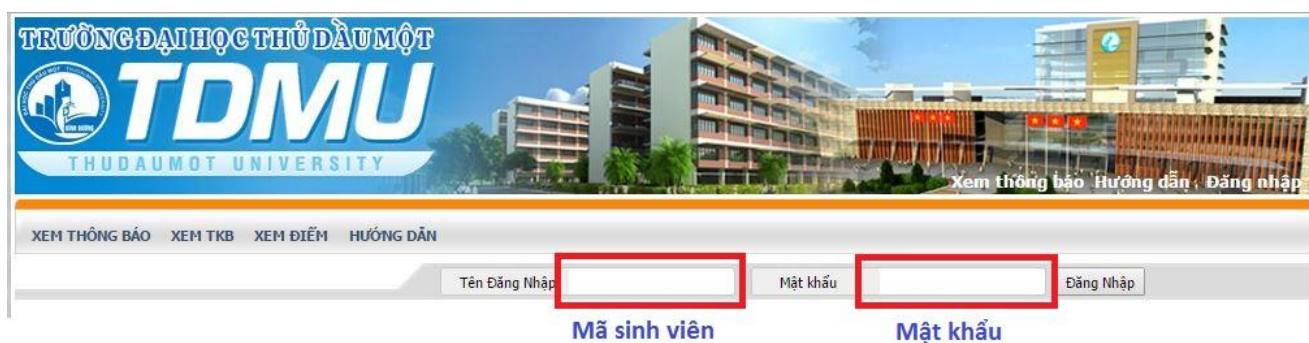 TRƯỜNG ĐẠI HỌC THỦ DẦU MỘT
TDMU
THUDAUMOT UNIVERSITY
Xem thông báo Hướng dẫn Đăng nhập
XEM THÔNG BÁO XEM TKB XEM ĐIỂM HƯỚNG DẪN
Tên Đăng Nhập Mật khẩu Đăng Nhập
Mã sinh viên Mật khẩu